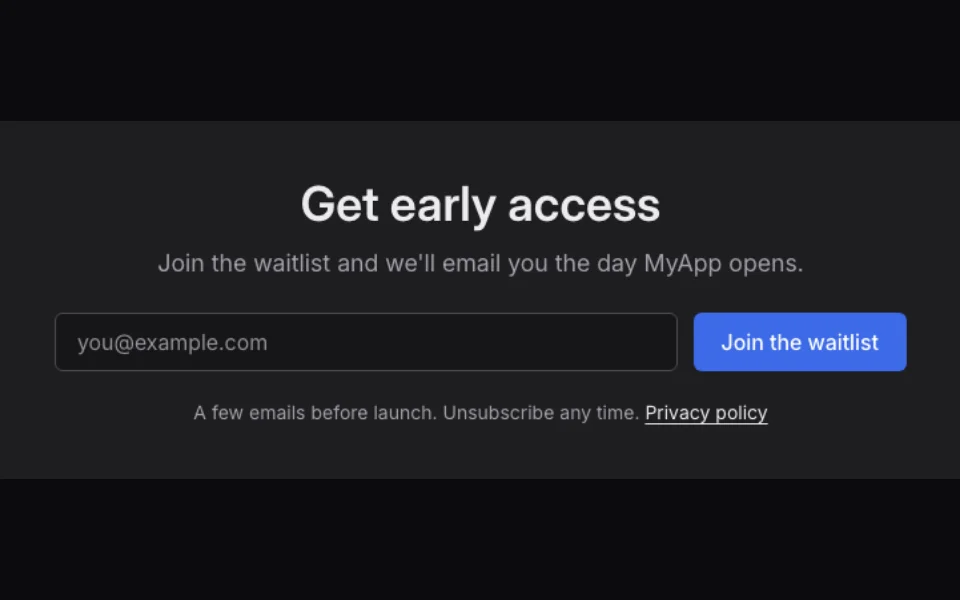 Get early access
Join the waitlist and we'll email you the day MyApp opens.
you@example.com
Join the waitlist
A few emails before launch. Unsubscribe any time. Privacy policy